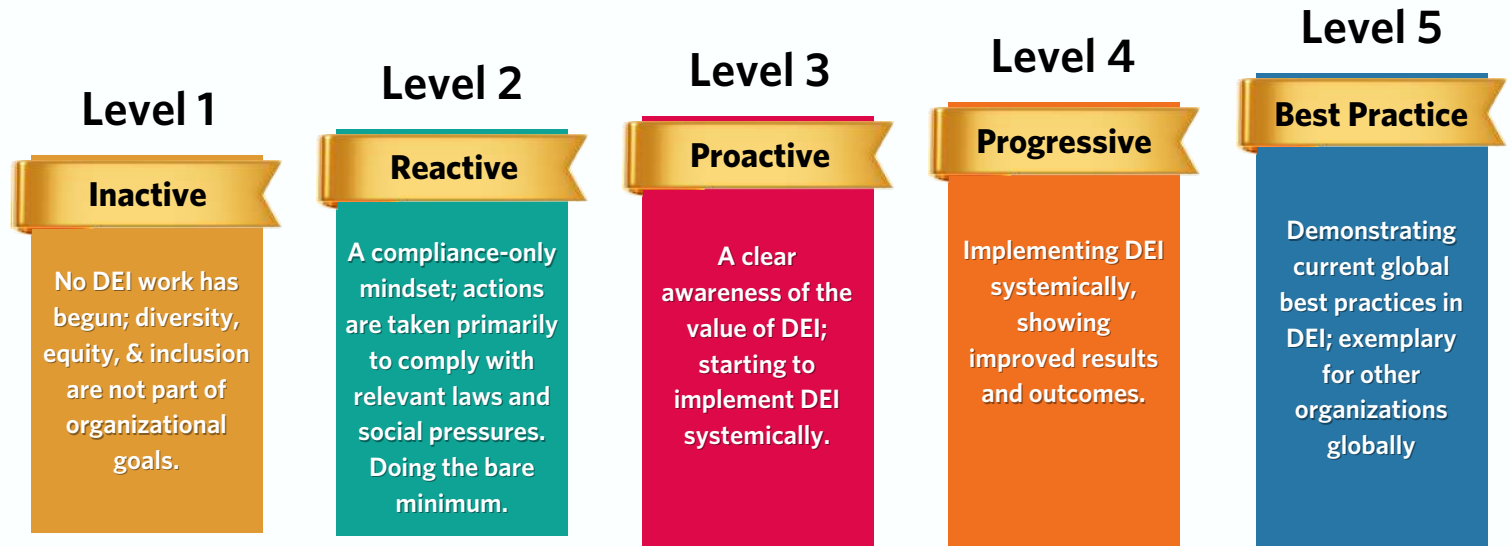 Level 1
Inactive
No DEI work has
begun; diversity,
equity, & inclusion
are not part of
organizational
goals.
Level 2
Reactive
A compliance-only
mindset; actions
are taken primarily
to comply with
relevant laws and
social pressures.
Doing the bare
minimum.
Level 3
Proactive
A clear
awareness of the
value of DEI;
starting to
implement DEI
systemically.
Level 4
Progressive
Implementing DEI
systemically,
showing
improved results
and outcomes.
Level 5
Best Practice
Demonstrating
current global
best practices in
DEI; exemplary
for other
organizations
globally